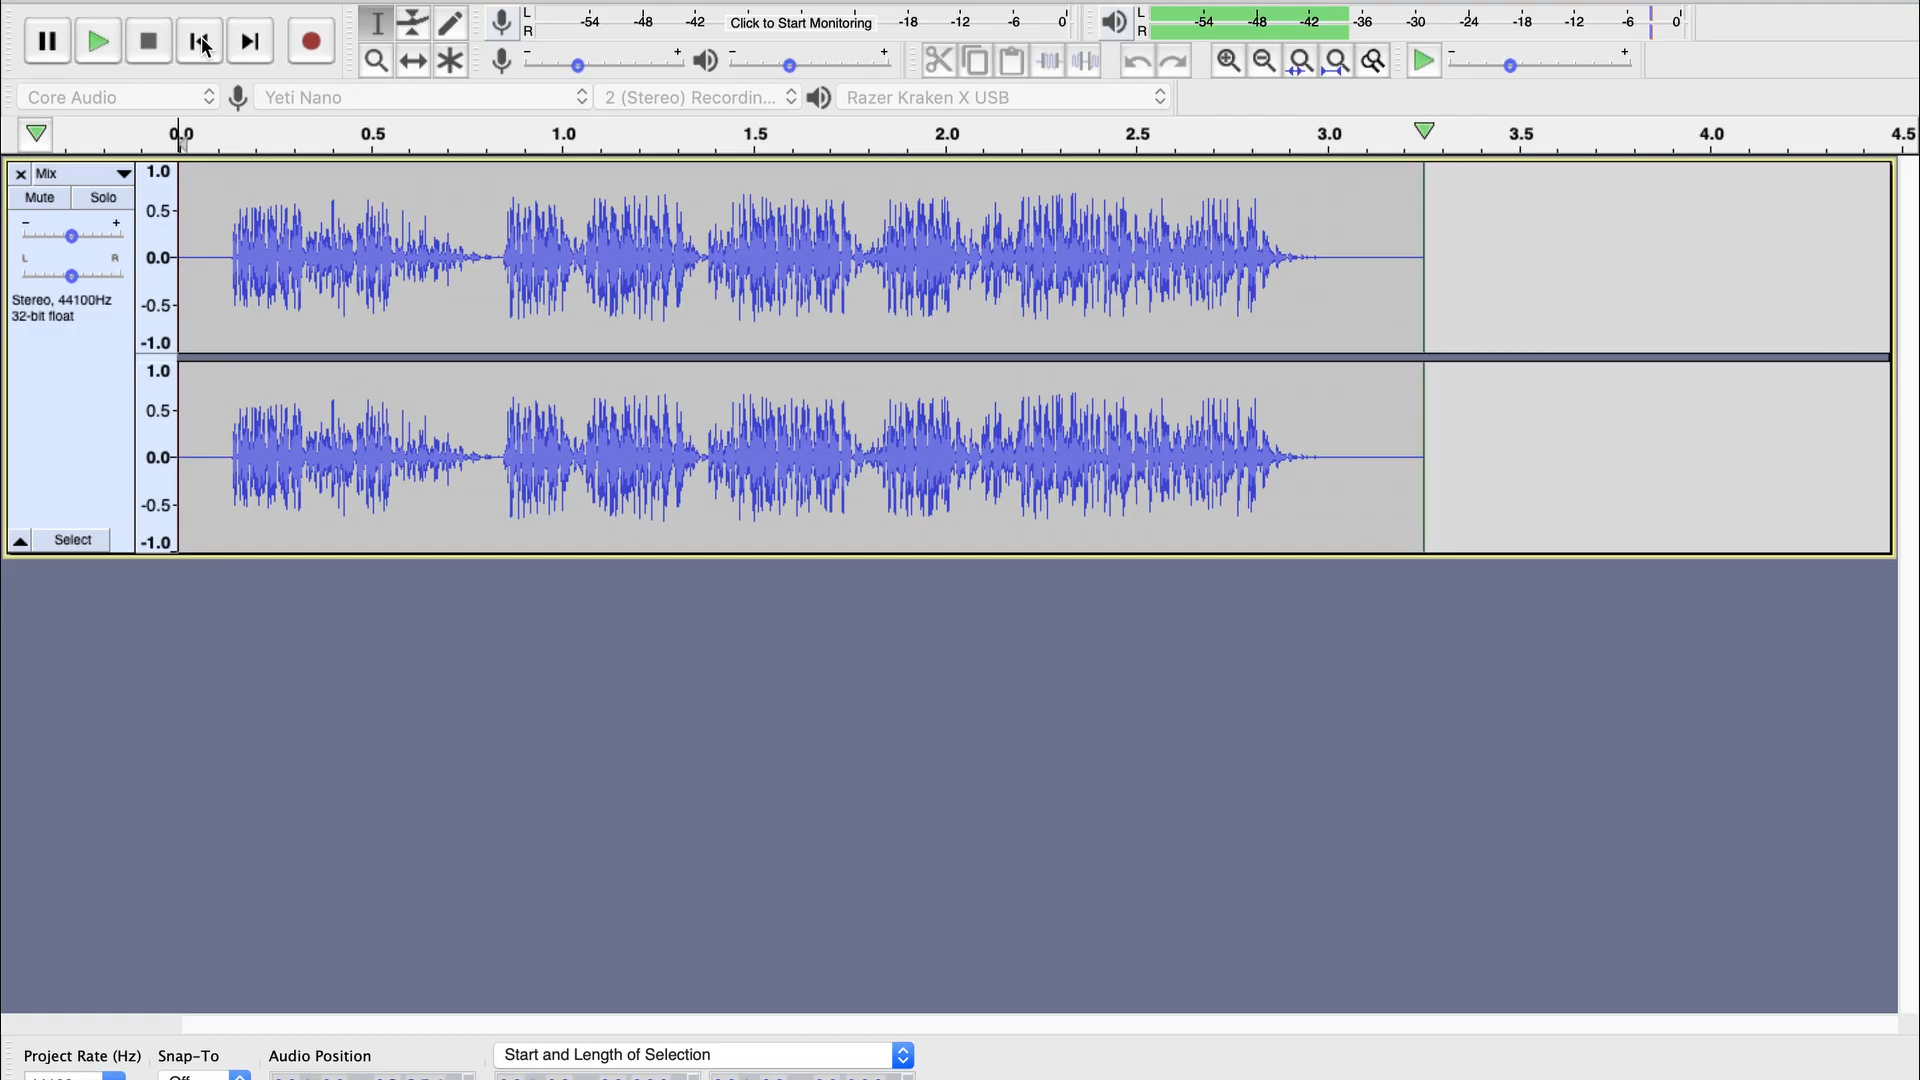 L
R
-54 -48 -42 Click to Start Monitoring -18 -12 -6 0
L
R
-54 -48 -42 -36 -30 -24 -18 -12 -6 0
- +
- +
- +
Core Audio
Yeti Nano
2 (Stereo) Recordin...
Razer Kraken X USB
0.0 0.5 1.0 1.5 2.0 2.5 3.0 3.5 4.0 4.5
Mix
Mute Solo
- +
L R
Stereo, 44100Hz
32-bit float
Select
1.0
0.5
0.0
-0.5
-1.0
1.0
0.5
0.0
-0.5
-1.0
Project Rate (Hz) Snap-To Audio Position Start and Length of Selection